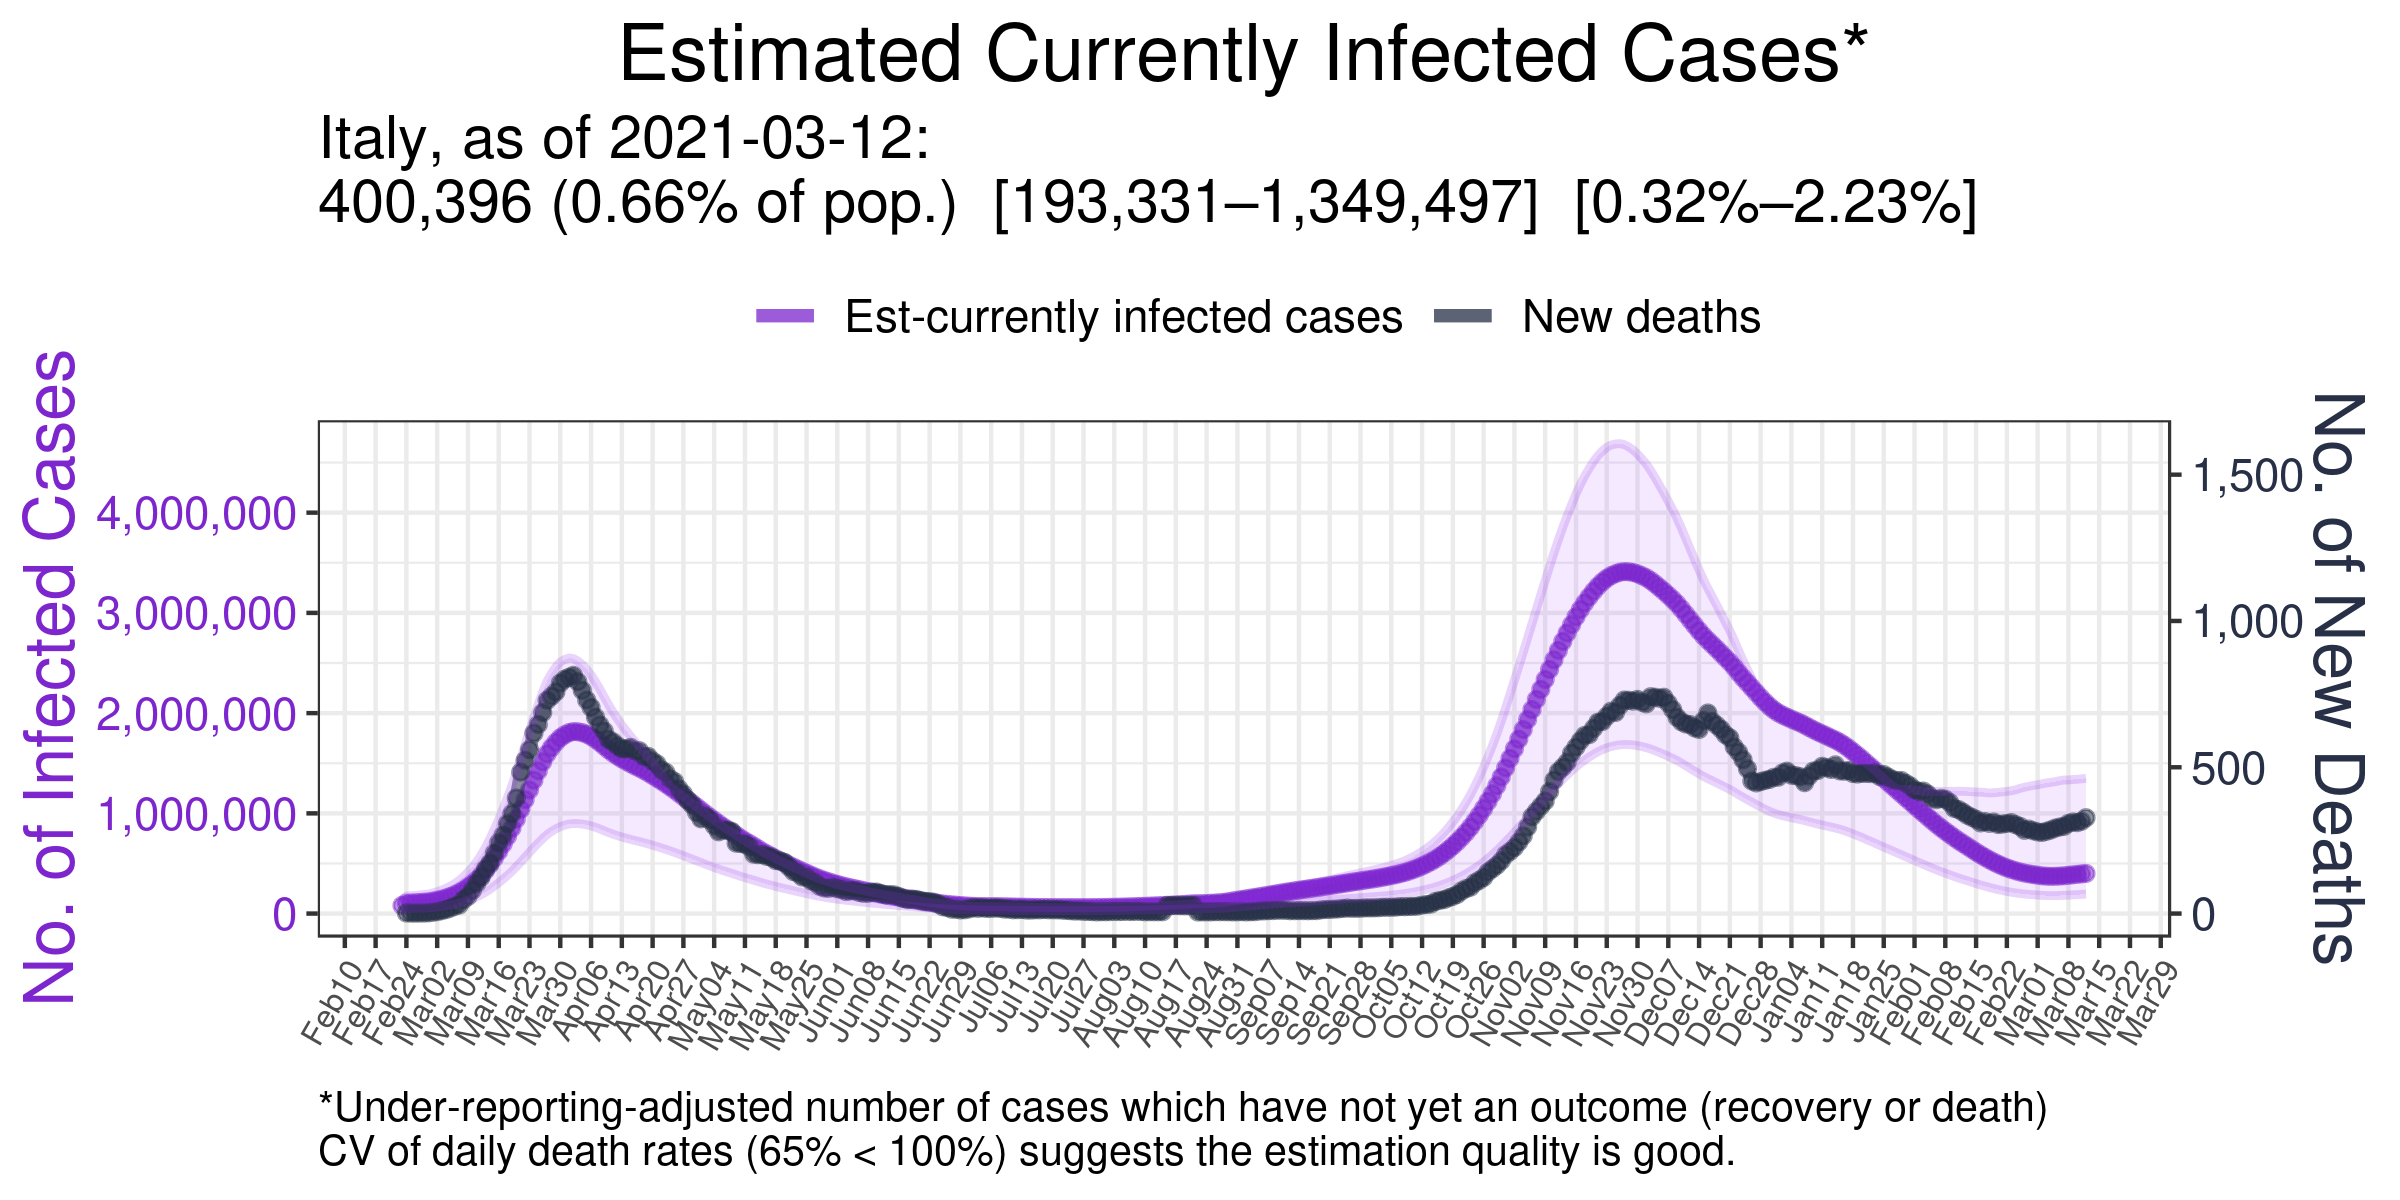 Estimated Currently Infected Cases*
Italy, as of 2021-03-12:
400,396 (0.66% of pop.)  [193,331–1,349,497]  [0.32%–2.23%]
Est-currently infected cases
New deaths
No. of Infected Cases
4,000,000
3,000,000
2,000,000
1,000,000
0
1,500
1,000
500
0
No. of New Deaths
Feb10
Feb17
Feb24
Mar02
Mar09
Mar16
Mar23
Mar30
Apr06
Apr13
Apr20
Apr27
May04
May11
May18
May25
Jun01
Jun08
Jun15
Jun22
Jun29
Jul06
Jul13
Jul20
Jul27
Aug03
Aug10
Aug17
Aug24
Aug31
Sep07
Sep14
Sep21
Sep28
Oct05
Oct12
Oct19
Oct26
Nov02
Nov09
Nov16
Nov23
Nov30
Dec07
Dec14
Dec21
Dec28
Jan04
Jan11
Jan18
Jan25
Feb01
Feb08
Feb15
Feb22
Mar01
Mar08
Mar15
Mar22
Mar29
*Under-reporting-adjusted number of cases which have not yet an outcome (recovery or death)
CV of daily death rates (65% < 100%) suggests the estimation quality is good.